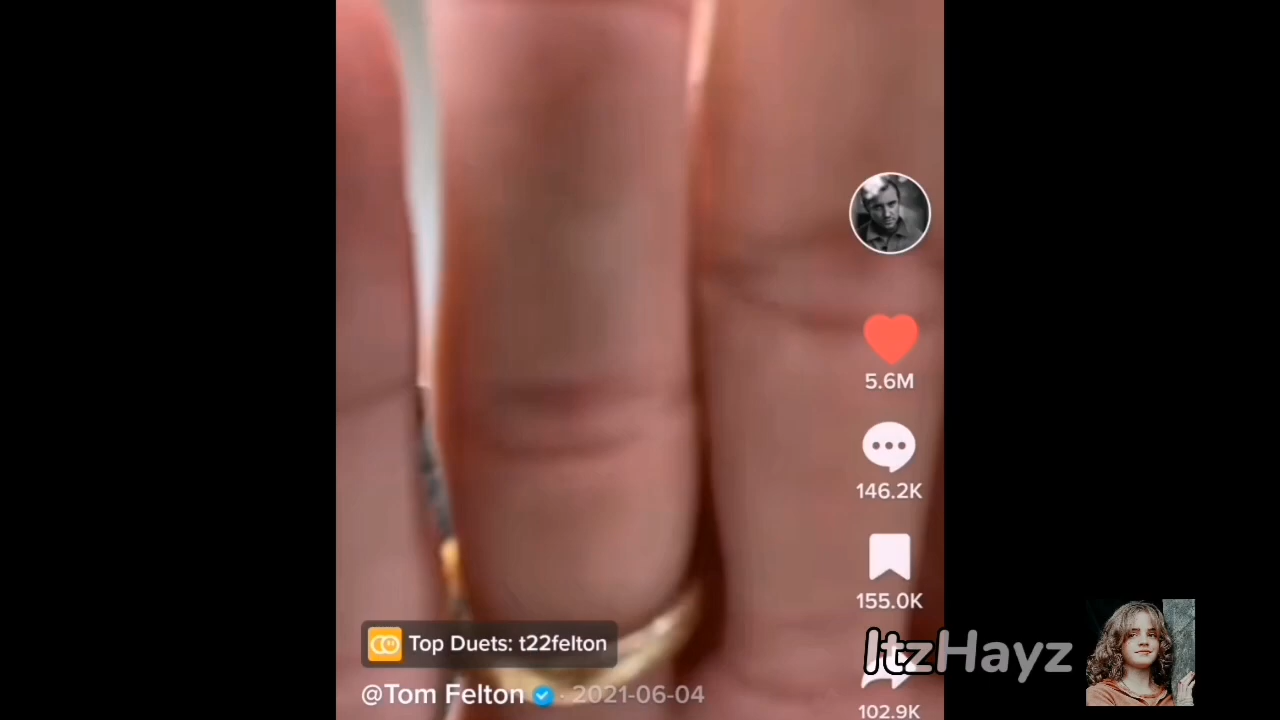 5.6M
146.2K
155.0K
ItzHayz
102.9K
Top Duets: t22felton
@Tom Felton · 2021-06-04